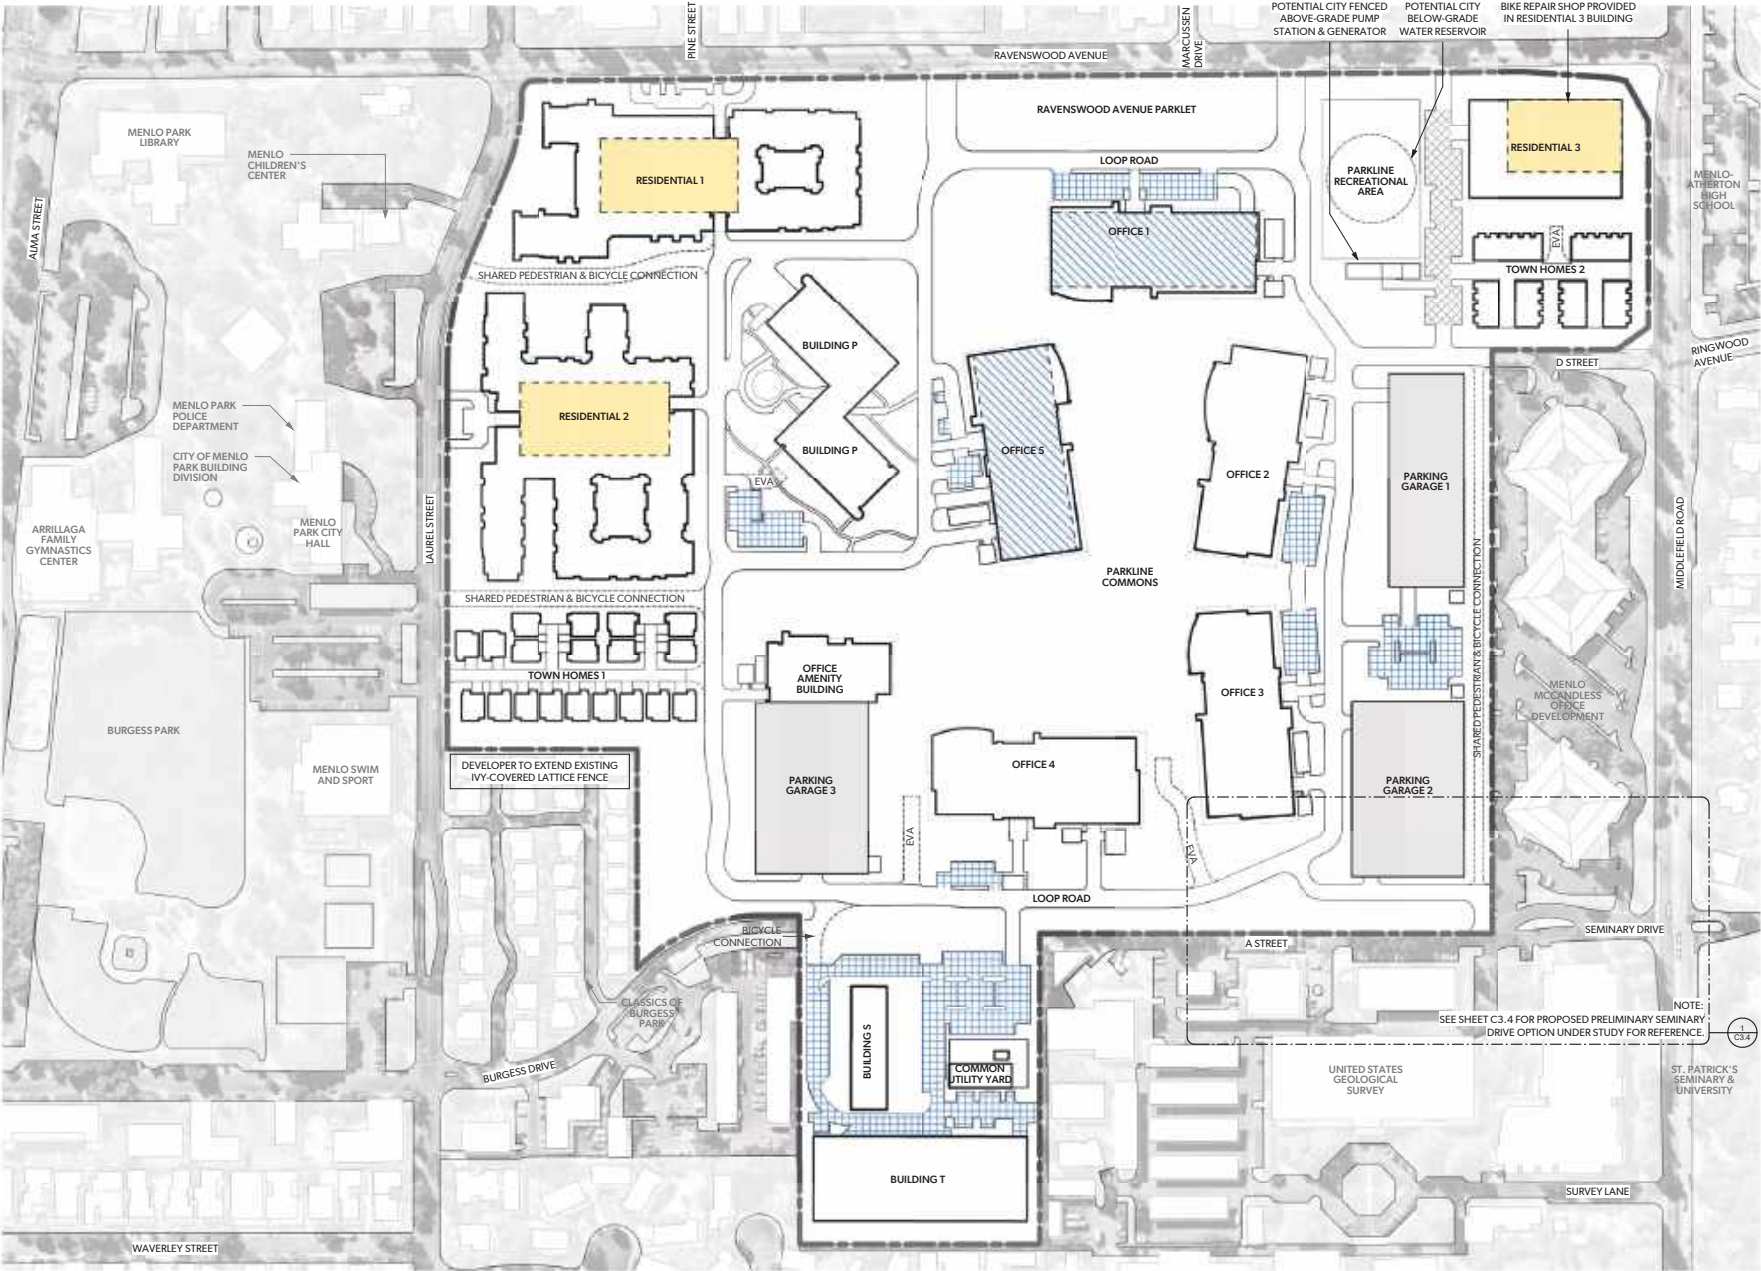 PINE STREET
RAVENSWOOD AVENUE
MARCUSSEN
DRIVE
POTENTIAL CITY FENCED
ABOVE-GRADE PUMP
STATION & GENERATOR
POTENTIAL CITY
BELOW-GRADE
WATER RESERVOIR
BIKE REPAIR SHOP PROVIDED
IN RESIDENTIAL 3 BUILDING
MENLO PARK
LIBRARY
MENLO
CHILDREN'S
CENTER
ALMA STREET
RESIDENTIAL 1
RAVENSWOOD AVENUE PARKLET
LOOP ROAD
PARKLINE
RECREATIONAL
AREA
RESIDENTIAL 3
MENLO-
ATHERTON
HIGH
SCHOOL
OFFICE 1
EVA
TOWN HOMES 2
SHARED PEDESTRIAN & BICYCLE CONNECTION
BUILDING P
D STREET
RINGWOOD
AVENUE
MENLO PARK
POLICE
DEPARTMENT
RESIDENTIAL 2
CITY OF MENLO
PARK BUILDING
DIVISION
BUILDING P
OFFICE 5
OFFICE 2
PARKING
GARAGE 1
EVA
ARRILLAGA
FAMILY
GYMNASTICS
CENTER
MENLO
PARK CITY
HALL
LAUREL STREET
PARKLINE
COMMONS
MIDDLEFIELD ROAD
SHARED PEDESTRIAN & BICYCLE CONNECTION
SHARED PEDESTRIAN & BICYCLE CONNECTION
TOWN HOMES 1
OFFICE
AMENITY
BUILDING
OFFICE 3
MENLO
MCCANDLESS
OFFICE
DEVELOPMENT
BURGESS PARK
MENLO SWIM
AND SPORT
DEVELOPER TO EXTEND EXISTING
IVY-COVERED LATTICE FENCE
PARKING
GARAGE 3
OFFICE 4
PARKING
GARAGE 2
EVA
EVA
LOOP ROAD
BICYCLE
CONNECTION
A STREET
SEMINARY DRIVE
CLASSICS OF
BURGESS
PARK
BUILDING S
NOTE:
SEE SHEET C3.4 FOR PROPOSED PRELIMINARY SEMINARY
DRIVE OPTION UNDER STUDY FOR REFERENCE.
1
C3.4
BURGESS DRIVE
COMMON
UTILITY YARD
UNITED STATES
GEOLOGICAL
SURVEY
ST. PATRICK'S
SEMINARY &
UNIVERSITY
BUILDING T
SURVEY LANE
WAVERLEY STREET